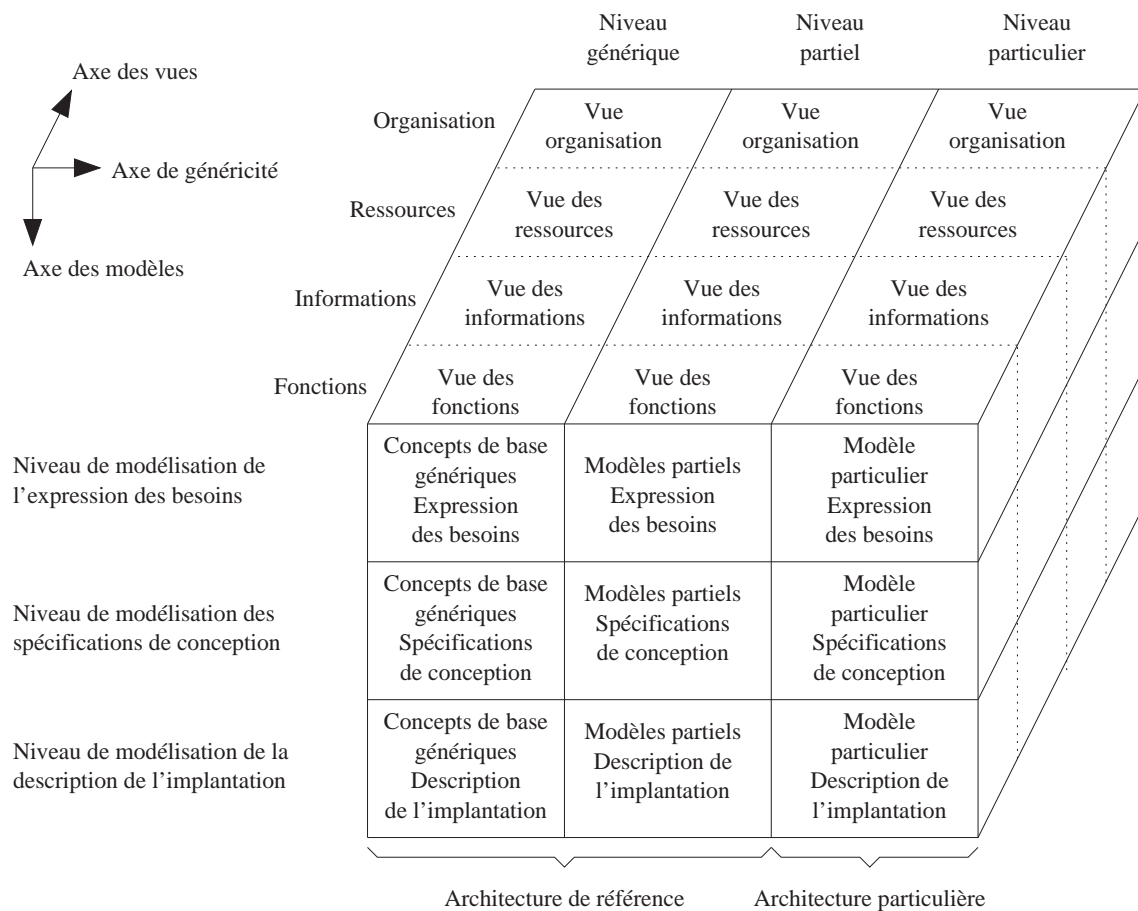 Niveau
générique
Niveau
partiel
Niveau
particulier
Axe des vues
Axe de généricité
Axe des modèles
Organisation
Vue
organisation
Vue
organisation
Vue
organisation
Ressources
Vue des
ressources
Vue des
ressources
Vue des
ressources
Informations
Vue des
informations
Vue des
informations
Vue des
informations
Fonctions
Vue des
fonctions
Vue des
fonctions
Vue des
fonctions
Niveau de modélisation de
l'expression des besoins
Concepts de base
génériques
Expression
des besoins
Modèles partiels
Expression
des besoins
Modèle
particulier
Expression
des besoins
Niveau de modélisation des
spécifications de conception
Concepts de base
génériques
Spécifications
de conception
Modèles partiels
Spécifications
de conception
Modèle
particulier
Spécifications
de conception
Niveau de modélisation de la
description de l'implantation
Concepts de base
génériques
Description
de l'implantation
Modèles partiels
Description de
l'implantation
Modèle
particulier
Description de
l'implantation
Architecture de référence
Architecture particulière